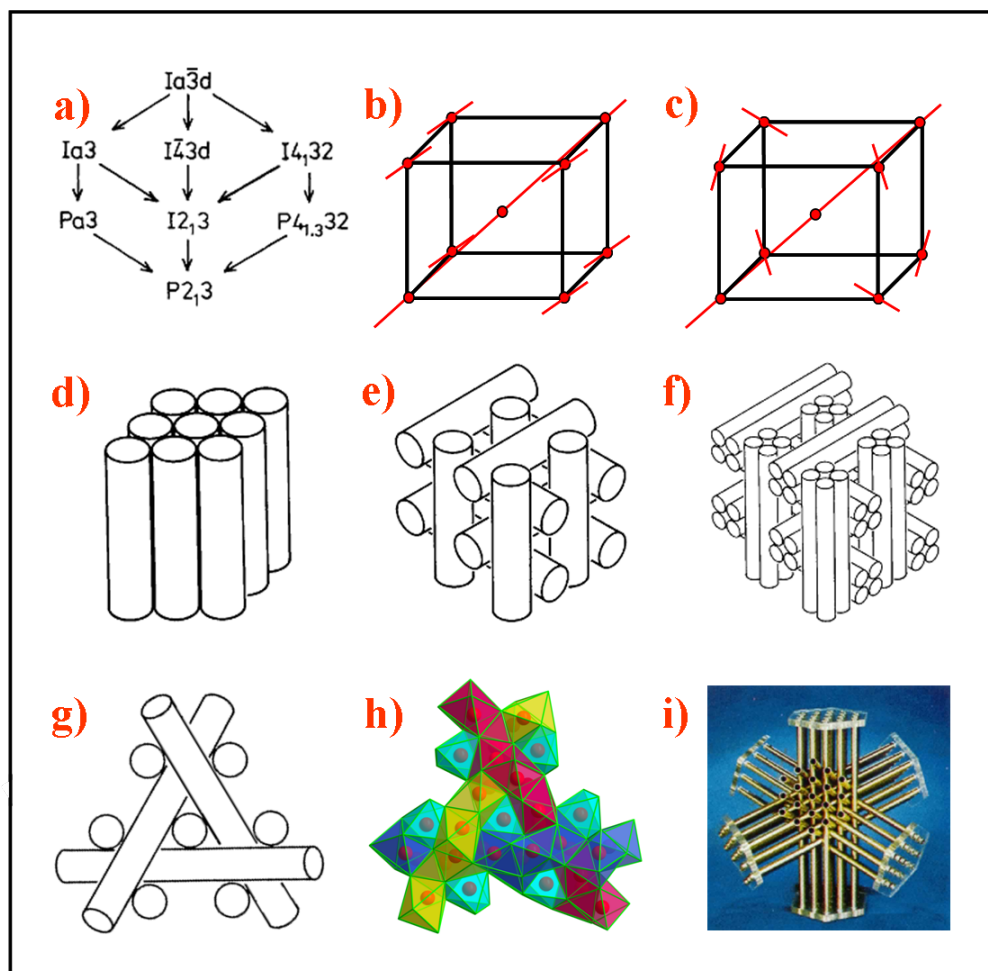 a)
Ia3̅d
Ia3 I4̅3d I4₁32
Pa3 I2₁3 P4₁.₃32
P2₁3
b)
c)
d)
e)
f)
g)
h)
i)